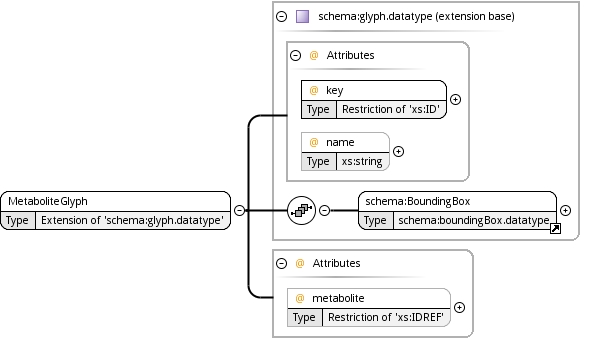 schema:glyph.datatype (extension base)
@ Attributes
@ key
Type Restriction of 'xs:ID'
@ name
Type xs:string
MetaboliteGlyph
Type Extension of 'schema:glyph.datatype'
schema:BoundingBox
Type schema:boundingBox.datatype
@ Attributes
@ metabolite
Type Restriction of 'xs:IDREF'